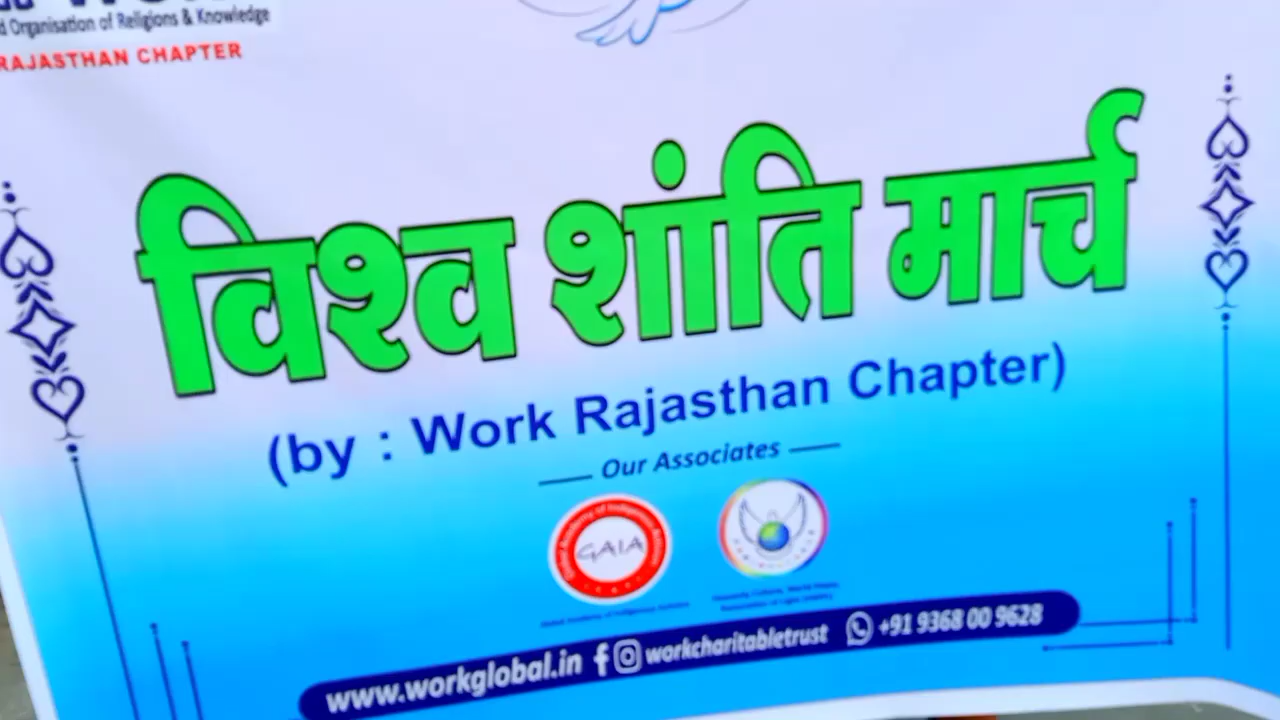 Organisation of Religions & Knowledge
RAJASTHAN CHAPTER
विश्व शांति मार्च
(by : Work Rajasthan Chapter)
Our Associates
GAIA
www.workglobal.in workcharitabletrust +91 9368 00 9628